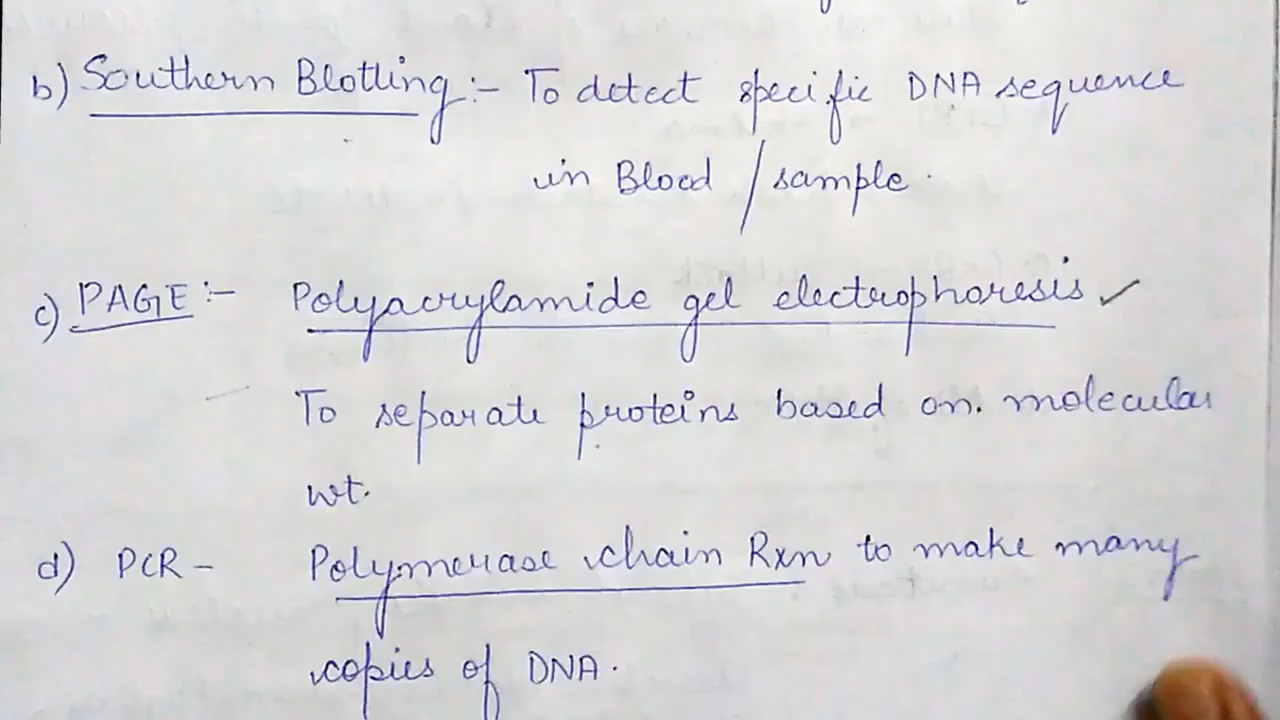 b) Southern Blotting :- To detect specific DNA sequence
in Blood / sample.
c) PAGE :- Polyacrylamide gel electrophoresis ✓
To separate proteins based on. molecular
wt.
d) PCR - Polymerase chain Rxn to make many
copies of DNA.